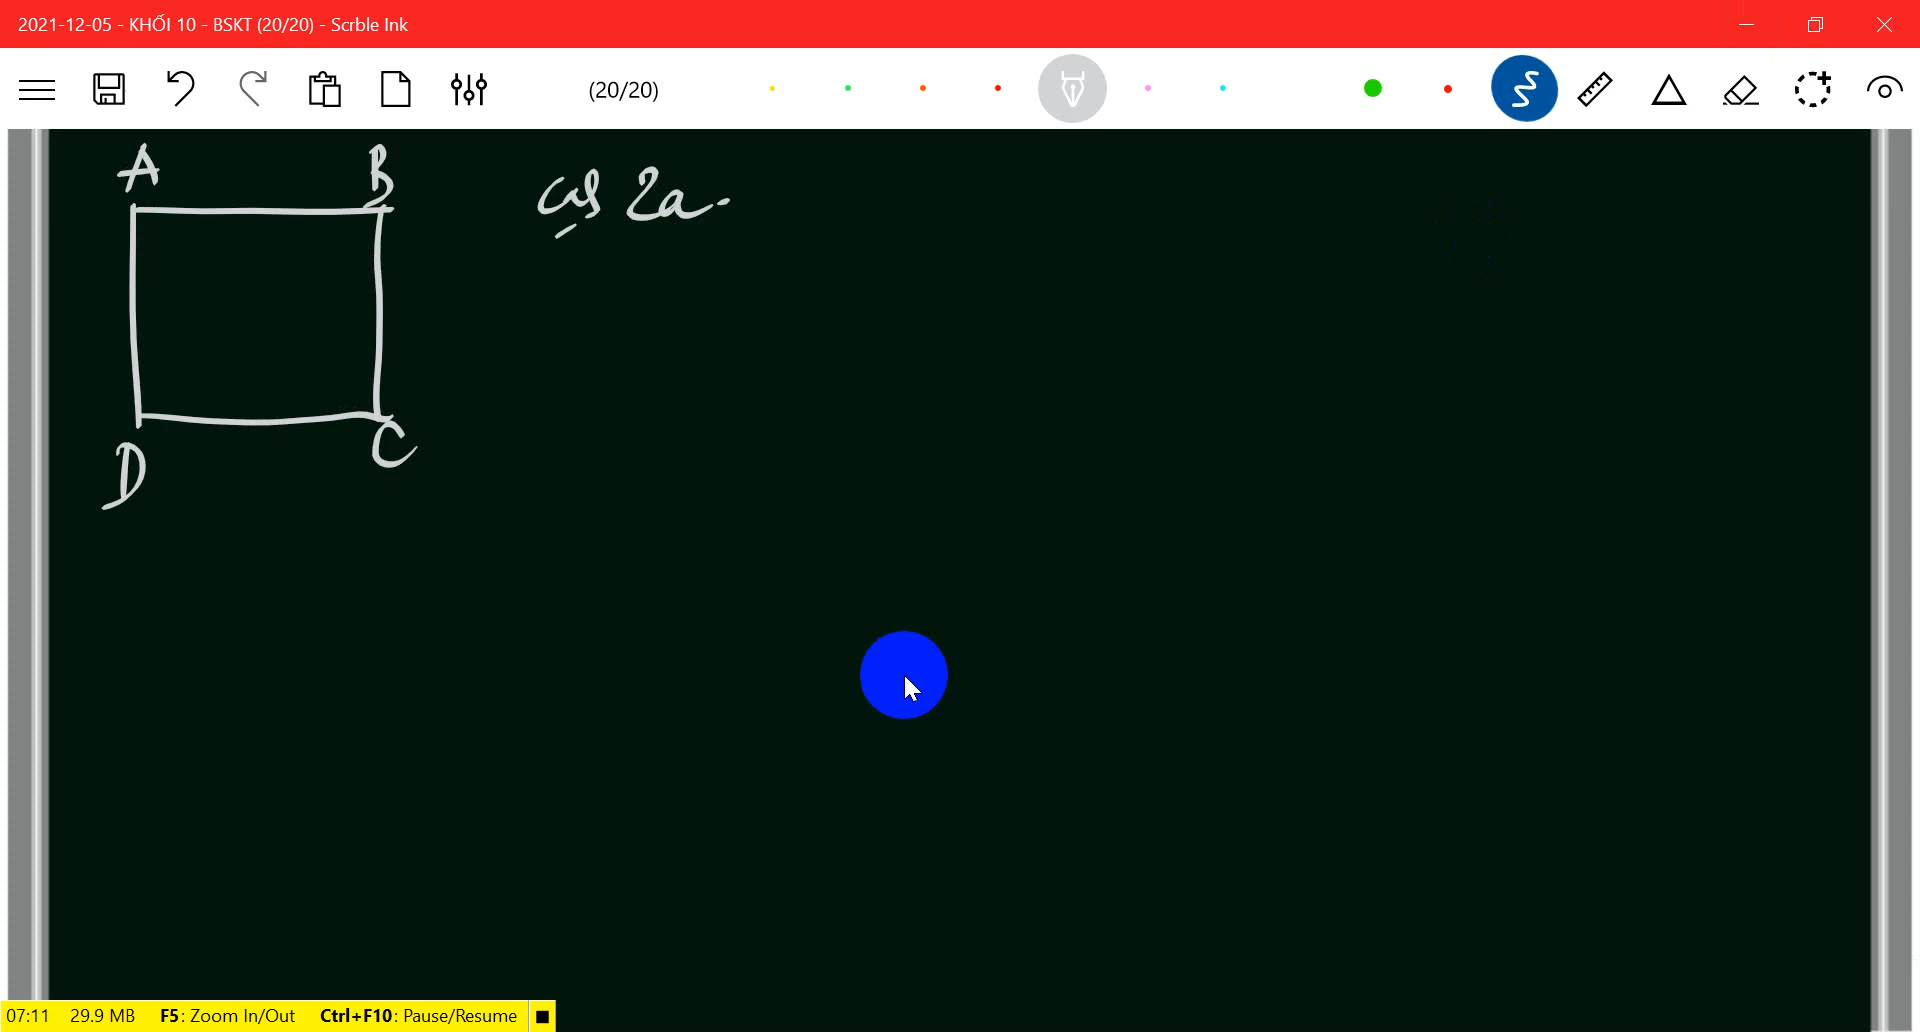 2021-12-05 - KHỐI 10 - BSKT (20/20) - Scrble Ink
(20/20)
A B
cạnh 2a.
D C
07:11 29.9 MB F5: Zoom In/Out Ctrl+F10: Pause/Resume